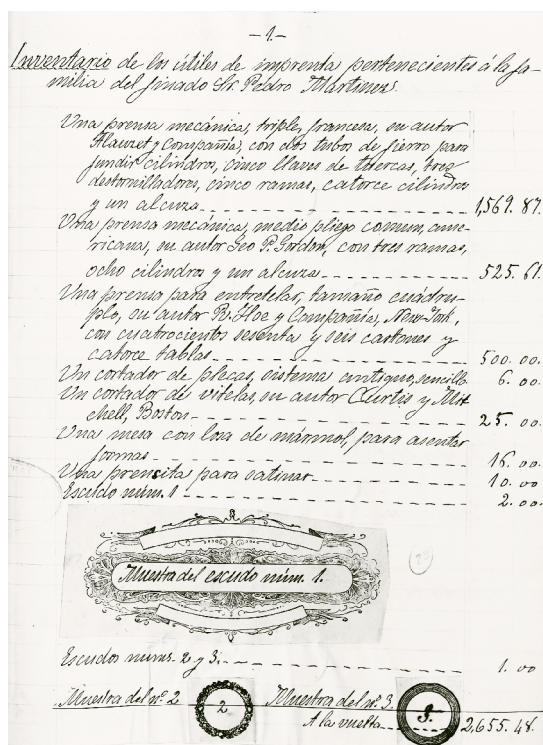 -1-
Inventario de los útiles de imprenta pertenecientes á la fa-
milia del finado Sr. Pedro Martinez.
Una prensa mecánica, triple, francesa, su autor
Alauzet y Compañía, con dos tubos de fierro para
fundir cilindros, cinco llaves de tuercas, tres
destornilladores, cinco ramas, catorce cilindros
y un alcuza 1,569. 87.
Una prensa mecánica, medio pliego comun, ame-
ricana, su autor Geo P. Gordon, con tres ramas,
ocho cilindros y un alcuza 525. 61.
Una prensa para entretelar, tamaño cuádru-
plo, su autor R. Hoe y Compañía, New-York,
con cuatrocientos sesenta y seis cartones y
catorce tablas 500. 00.
Un cortador de plecas, sistema antiguo, sencillo 6. 00.
Un cortador de vitelas, su autor Curtis y Mit-
chell, Boston 25. 00.
Una mesa con losa de mármol, para asentar
formas 16. 00
Una prensita para satinar 10. 00
Escudo núm. 1 2. 00.
Muestra del escudo núm. 1.
Escudos nums. 2 y 3. 1. 00
Muestra del nº. 2 2 Muestra del nº. 3. 3.
A la vuelta 2,655. 48.